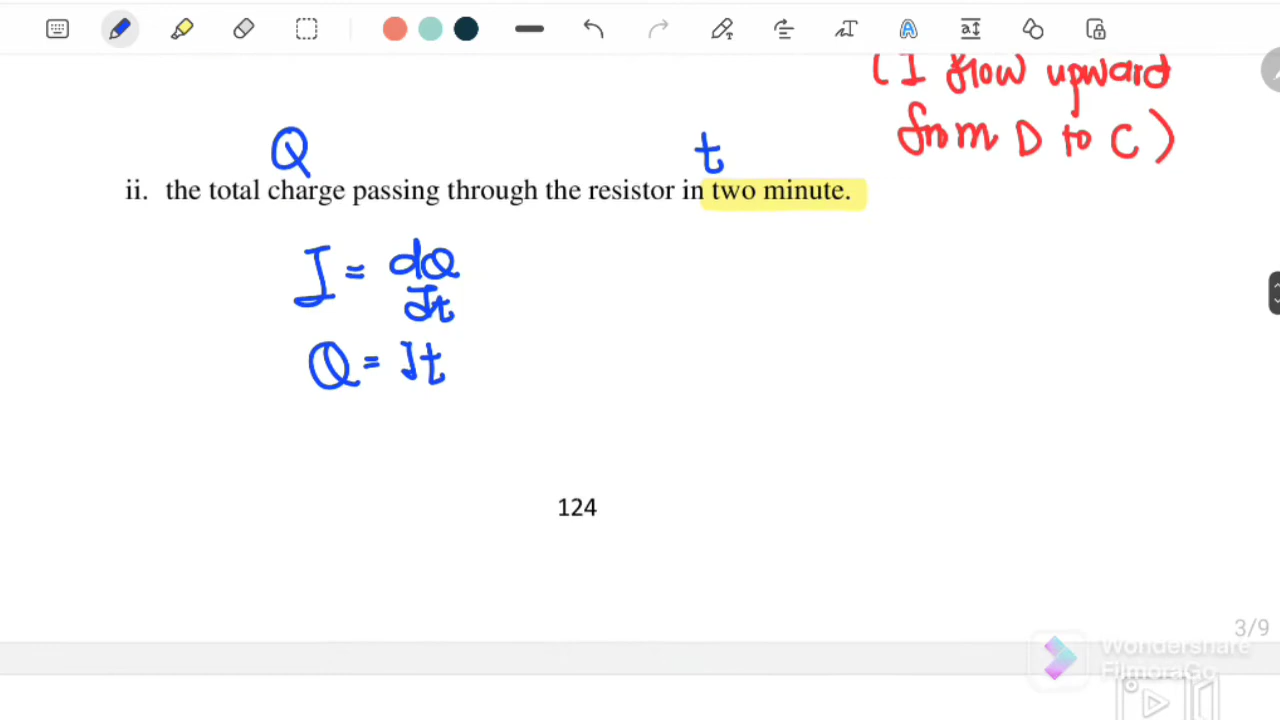 (I flow upward
from D to C)
Q
t
ii. the total charge passing through the resistor in two minute.
I = dQ
dt
Q = It
124
3/9
Wondershare
FilmoraGo